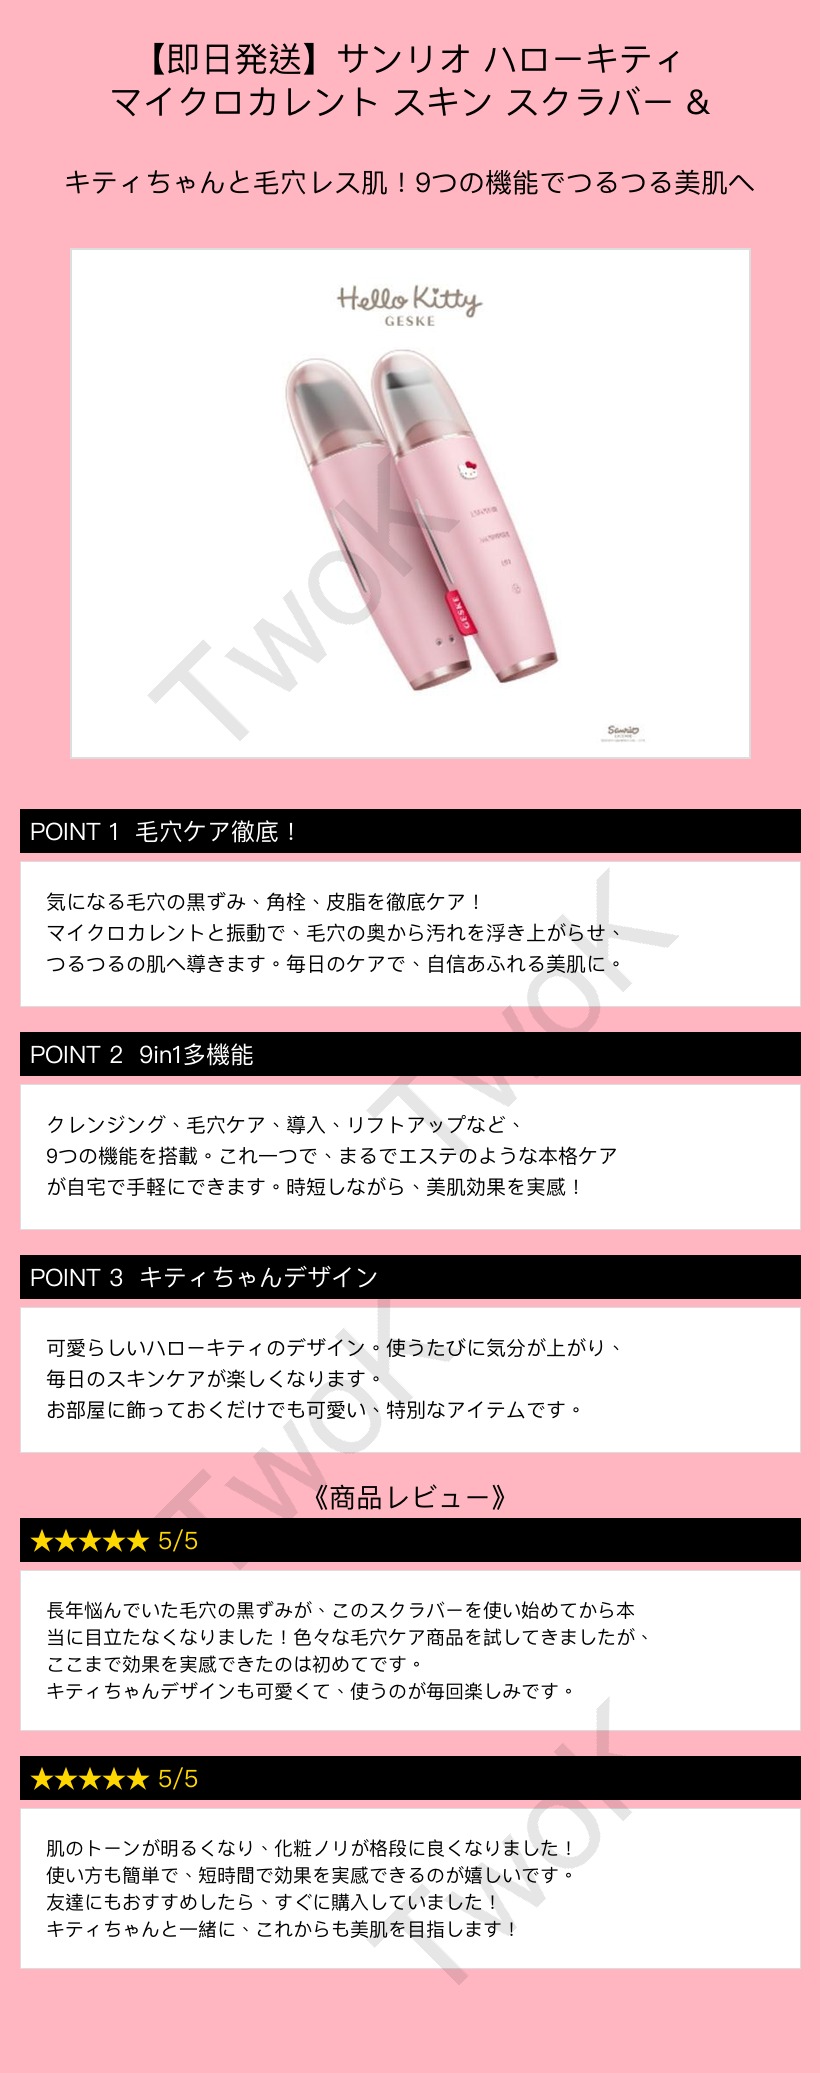 【即日発送】サンリオ ハローキティ
マイクロカレント スキン スクラバー &
キティちゃんと毛穴レス肌！9つの機能でつるつる美肌へ
Hello Kitty
GESKE
GESKE
Sanrio
TwoK
POINT 1 毛穴ケア徹底！
気になる毛穴の黒ずみ、角栓、皮脂を徹底ケア！
マイクロカレントと振動で、毛穴の奥から汚れを浮き上がらせ、
つるつるの肌へ導きます。毎日のケアで、自信あふれる美肌に。
TwoK
POINT 2 9in1多機能
クレンジング、毛穴ケア、導入、リフトアップなど、
9つの機能を搭載。これ一つで、まるでエステのような本格ケア
が自宅で手軽にできます。時短しながら、美肌効果を実感！
POINT 3 キティちゃんデザイン
可愛らしいハローキティのデザイン。使うたびに気分が上がり、
毎日のスキンケアが楽しくなります。
お部屋に飾っておくだけでも可愛い、特別なアイテムです。
TwoK
《商品レビュー》
★★★★★ 5/5
長年悩んでいた毛穴の黒ずみが、このスクラバーを使い始めてから本
当に目立たなくなりました！色々な毛穴ケア商品を試してきましたが、
ここまで効果を実感できたのは初めてです。
キティちゃんデザインも可愛くて、使うのが毎回楽しみです。
★★★★★ 5/5
肌のトーンが明るくなり、化粧ノリが格段に良くなりました！
使い方も簡単で、短時間で効果を実感できるのが嬉しいです。
友達にもおすすめしたら、すぐに購入していました！
キティちゃんと一緒に、これからも美肌を目指します！
TwoK